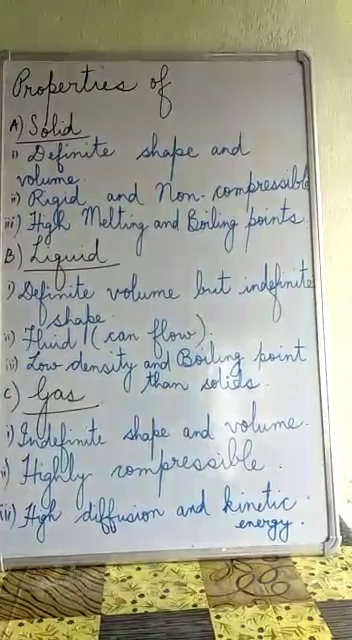 Properties of
A) Solid
i) Definite shape and
volume.
ii) Rigid and Non-compressible
iii) High Melting and Boiling points.
B) Liquid
i) Definite volume but indefinite
shape.
ii) Fluid (can flow).
iii) Low density and Boiling point
than solids.
C) Gas
i) Indefinite shape and volume.
ii) Highly compressible.
iii) High diffusion and kinetic
energy.